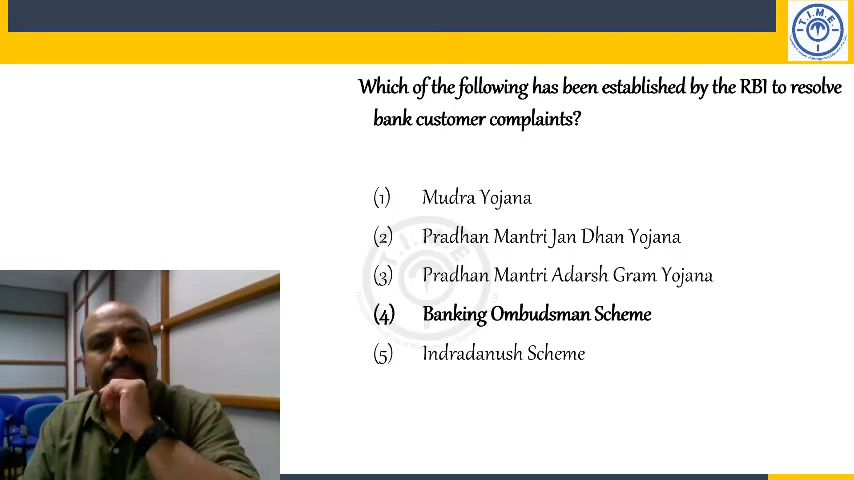 T.I.M.E.
Which of the following has been established by the RBI to resolve
bank customer complaints?
(1) Mudra Yojana
(2) Pradhan Mantri Jan Dhan Yojana
(3) Pradhan Mantri Adarsh Gram Yojana
(4) Banking Ombudsman Scheme
(5) Indradanush Scheme